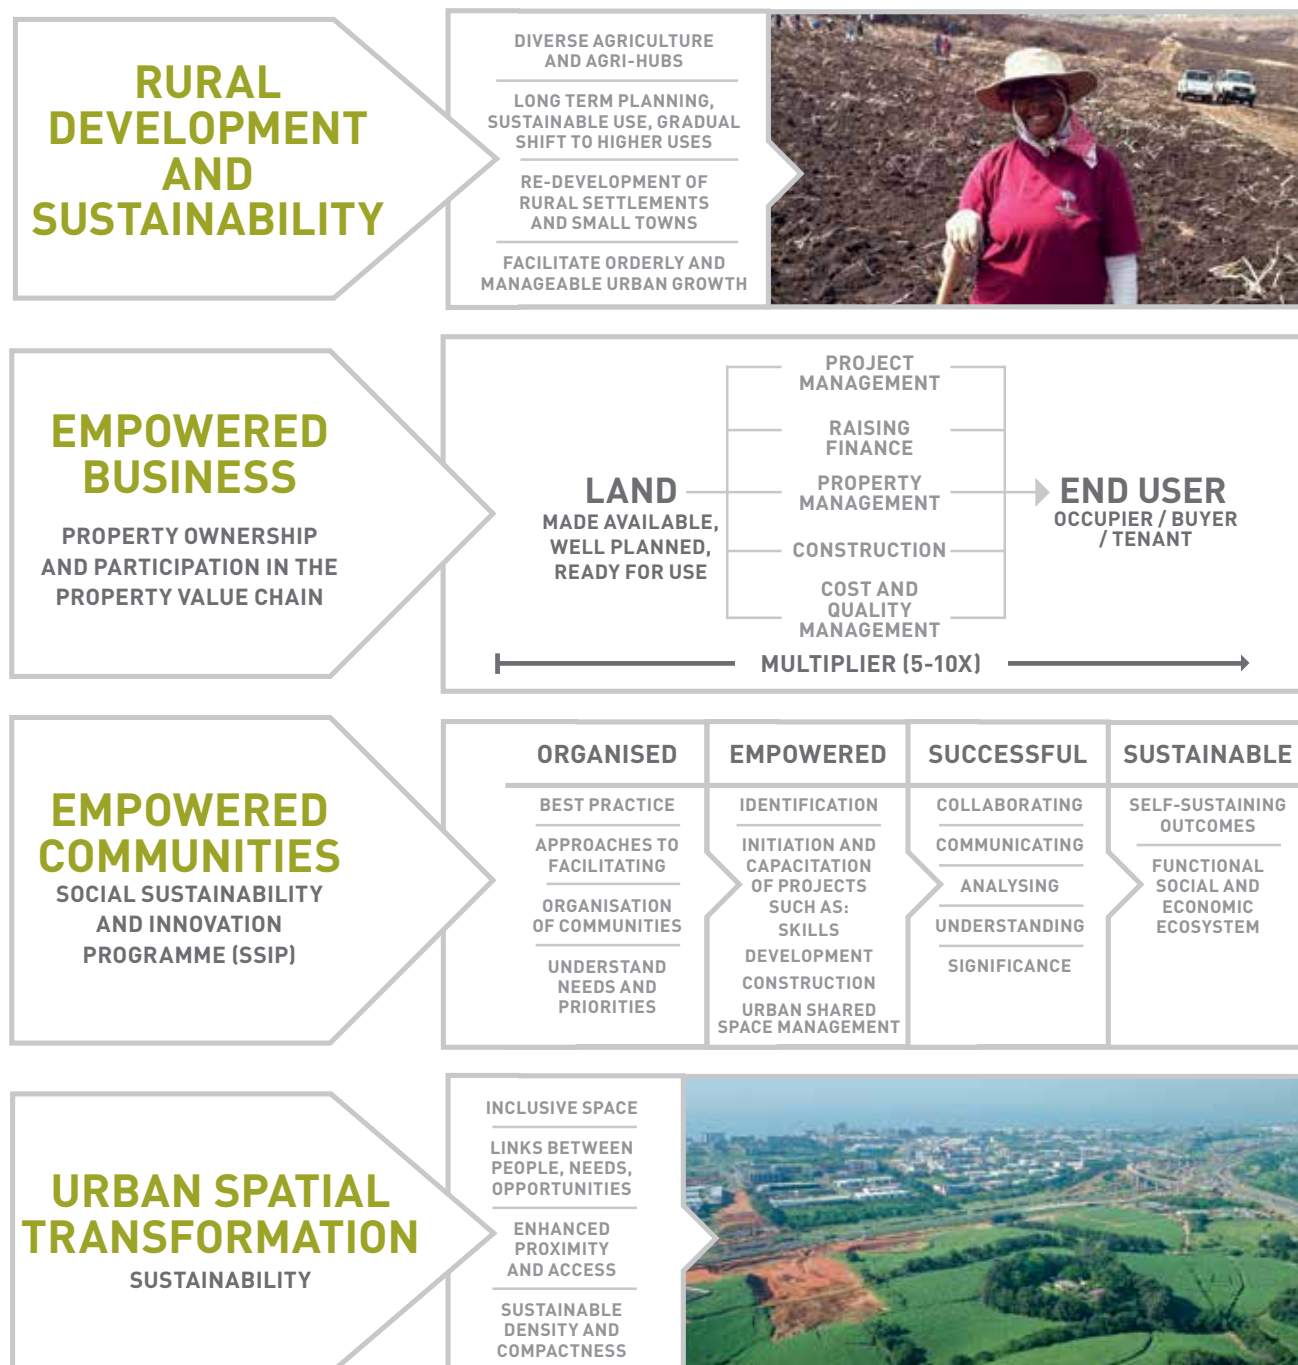 RURAL
DEVELOPMENT
AND
SUSTAINABILITY
DIVERSE AGRICULTURE
AND AGRI-HUBS
LONG TERM PLANNING,
SUSTAINABLE USE, GRADUAL
SHIFT TO HIGHER USES
RE-DEVELOPMENT OF
RURAL SETTLEMENTS
AND SMALL TOWNS
FACILITATE ORDERLY AND
MANAGEABLE URBAN GROWTH
EMPOWERED
BUSINESS
PROPERTY OWNERSHIP
AND PARTICIPATION IN THE
PROPERTY VALUE CHAIN
LAND
MADE AVAILABLE,
WELL PLANNED,
READY FOR USE
PROJECT
MANAGEMENT
RAISING
FINANCE
PROPERTY
MANAGEMENT
CONSTRUCTION
COST AND
QUALITY
MANAGEMENT
END USER
OCCUPIER / BUYER
/ TENANT
MULTIPLIER (5-10X)
EMPOWERED
COMMUNITIES
SOCIAL SUSTAINABILITY
AND INNOVATION
PROGRAMME (SSIP)
ORGANISED
BEST PRACTICE
APPROACHES TO
FACILITATING
ORGANISATION
OF COMMUNITIES
UNDERSTAND
NEEDS AND
PRIORITIES
EMPOWERED
IDENTIFICATION
INITIATION AND
CAPACITATION
OF PROJECTS
SUCH AS:
SKILLS
DEVELOPMENT
CONSTRUCTION
URBAN SHARED
SPACE MANAGEMENT
SUCCESSFUL
COLLABORATING
COMMUNICATING
ANALYSING
UNDERSTANDING
SIGNIFICANCE
SUSTAINABLE
SELF-SUSTAINING
OUTCOMES
FUNCTIONAL
SOCIAL AND
ECONOMIC
ECOSYSTEM
URBAN SPATIAL
TRANSFORMATION
SUSTAINABILITY
INCLUSIVE SPACE
LINKS BETWEEN
PEOPLE, NEEDS,
OPPORTUNITIES
ENHANCED
PROXIMITY
AND ACCESS
SUSTAINABLE
DENSITY AND
COMPACTNESS